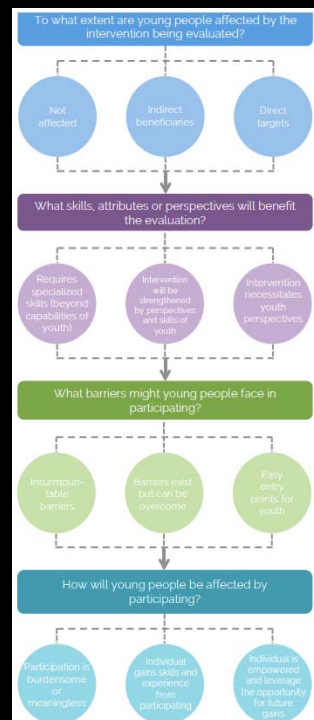 To what extent are young people affected by the
intervention being evaluated?
Not
affected
Indirect
beneficiaries
Direct
targets
What skills, attributes or perspectives will benefit
the evaluation?
Requires
specialized
skills (beyond
capabilities of
youth)
Intervention
will be
strengthened
by perspectives
and skills of
youth
Intervention
necessitates
youth
perspectives
What barriers might young people face in
participating?
Insurmoun-
table
barriers
Barriers exist
but can be
overcome
Easy
entry
points for
youth
How will young people be affected by
participating?
Participation is
burdensome
or
meaningless
Individual
gains skills and
experience
from
participating
Individual is
empowered
and leverage
the opportunity
for future
gains